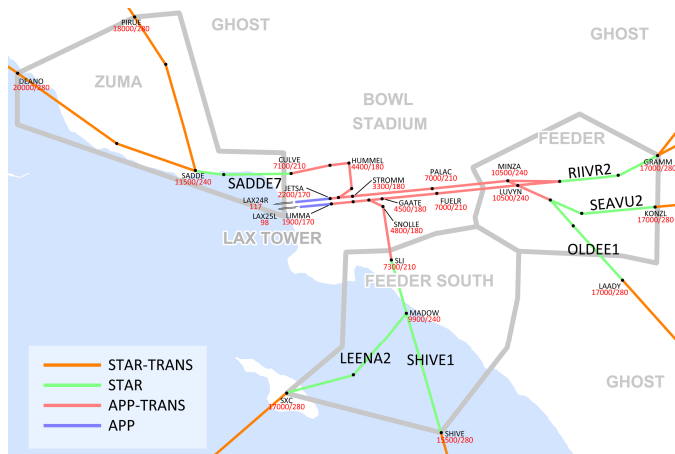 PIRUE
18000/280
GHOST
GHOST
DEANO
20000/280
ZUMA
BOWL
STADIUM
FEEDER
CULVE
7100/210
HUMMEL
4400/180
GRAMM
17000/280
SADDE
11500/240
SADDE7
JETSA
2200/170
STROMM
3300/180
PALAC
7000/210
MINZA
10500/240
RIIVR2
LAX24R
117
LAX25L
98
LIMMA
1900/170
GAATE
4500/180
FUELR
7000/210
LUVYN
10500/240
SEAVU2
KONZL
17000/280
LAX TOWER
SNOLLE
4800/180
OLDEE1
SLI
7300/210
FEEDER SOUTH
LAADY
17000/280
MADOW
9900/240
LEENA2
SHIVE1
STAR-TRANS
STAR
APP-TRANS
APP
SXC
17000/280
SHIVE
15500/280
GHOST